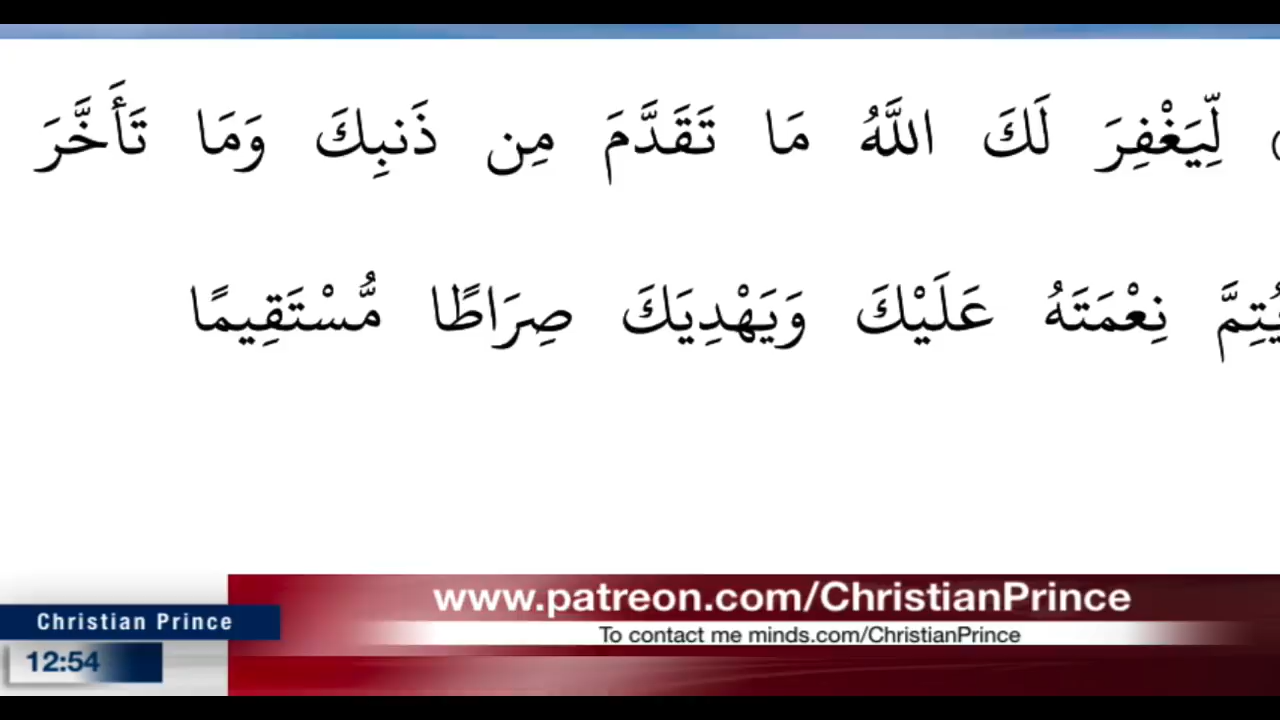 لِّيَغْفِرَ لَكَ اللَّهُ مَا تَقَدَّمَ مِن ذَنبِكَ وَمَا تَأَخَّرَ
يُتِمَّ نِعْمَتَهُ عَلَيْكَ وَيَهْدِيَكَ صِرَاطًا مُّسْتَقِيمًا
www.patreon.com/ChristianPrince
Christian Prince
To contact me minds.com/ChristianPrince
12:54